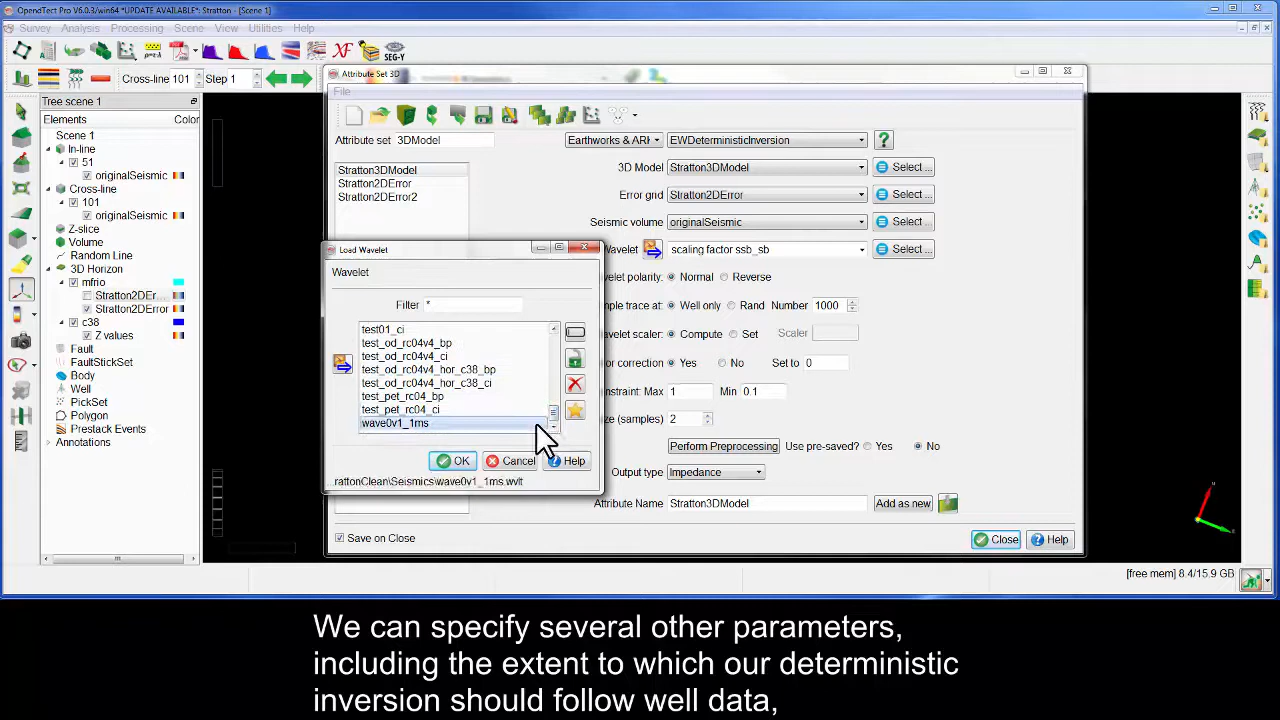 OpendTect Pro V6.0.3/win64 *UPDATE AVAILABLE*: Stratton - [Scene 1]
Survey Analysis Processing Scene View Utilities Help
Cross-line 101 Step 1
Tree scene 1
Elements Color
Scene 1
In-line
51
originalSeismic
Cross-line
101
originalSeismic
Z-slice
Volume
Random Line
3D Horizon
mfrio
Stratton2DEr...
Stratton2DError
c38
Z values
Fault
FaultStickSet
Body
Well
PickSet
Polygon
Prestack Events
Annotations
Attribute Set 3D
File
Attribute set 3DModel
Earthworks & ARK
EWDeterministicInversion
Stratton3DModel
Stratton2DError
Stratton2DError2
3D Model Stratton3DModel Select ...
Error grid Stratton2DError Select ...
Seismic volume originalSeismic Select ...
Wavelet scaling factor ssb_sb Select ...
Normal Reverse
Well only Rand Number 1000
Compute Set Scaler
correction Yes No Set to 0
Max 1 Min 0.1
(samples) 2
Perform Preprocessing Use pre-saved? Yes No
Output type Impedance
Attribute Name Stratton3DModel Add as new
Save on Close
Close Help
Load Wavelet
Wavelet
Filter *
test01_ci
test_od_rc04v4_bp
test_od_rc04v4_ci
test_od_rc04v4_hor_c38_bp
test_od_rc04v4_hor_c38_ci
test_pet_rc04_bp
test_pet_rc04_ci
wave0v1_1ms
OK Cancel Help
...rattonClean\Seismics\wave0v1_1ms.wvlt
[free mem] 8.4/15.9 GB
We can specify several other parameters,
including the extent to which our deterministic
inversion should follow well data,